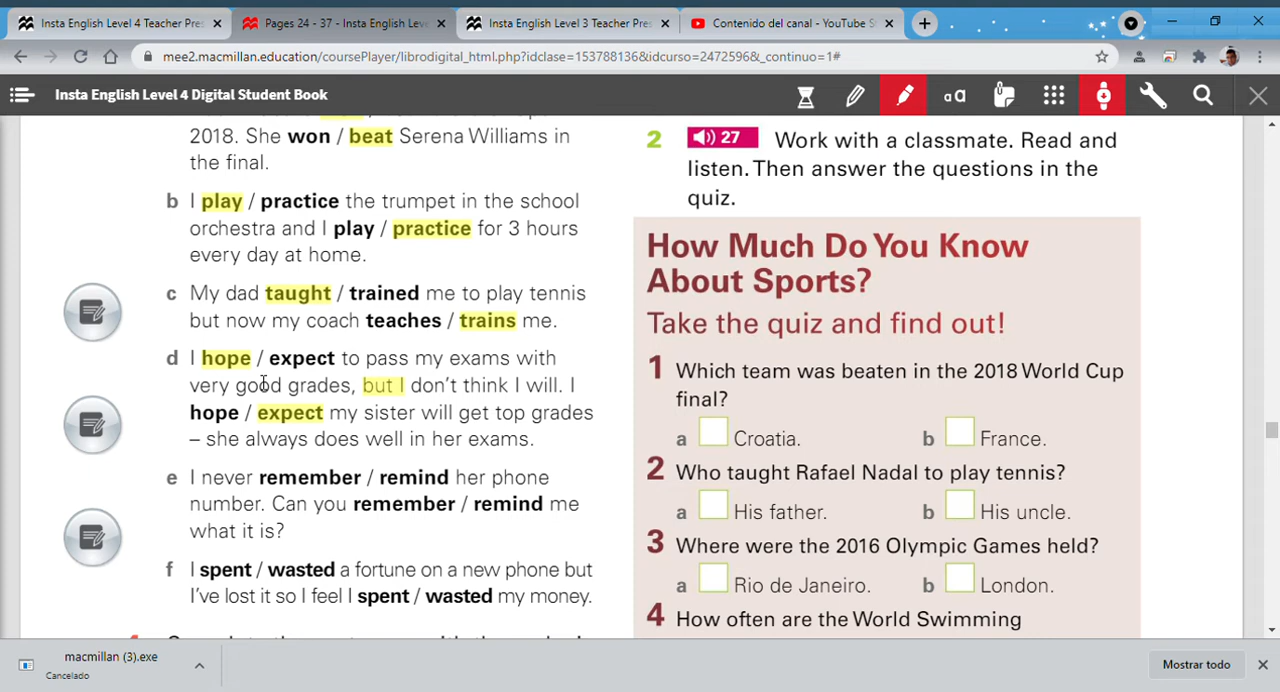 Insta English Level 4 Teacher Pres
Pages 24 - 37 - Insta English Leve
Insta English Level 3 Teacher Pres
Contenido del canal - YouTube S
mee2.macmillan.education/coursePlayer/librodigital_html.php?idclase=153788136&idcurso=2472596&_continuo=1#
Insta English Level 4 Digital Student Book
aa
2018. She won / beat Serena Williams in
the final.
b I play / practice the trumpet in the school
orchestra and I play / practice for 3 hours
every day at home.
c My dad taught / trained me to play tennis
but now my coach teaches / trains me.
d I hope / expect to pass my exams with
very good grades, but I don't think I will. I
hope / expect my sister will get top grades
– she always does well in her exams.
e I never remember / remind her phone
number. Can you remember / remind me
what it is?
f I spent / wasted a fortune on a new phone but
I've lost it so I feel I spent / wasted my money.
2 27 Work with a classmate. Read and
listen. Then answer the questions in the
quiz.
How Much Do You Know
About Sports?
Take the quiz and find out!
1 Which team was beaten in the 2018 World Cup
final?
a Croatia. b France.
2 Who taught Rafael Nadal to play tennis?
a His father. b His uncle.
3 Where were the 2016 Olympic Games held?
a Rio de Janeiro. b London.
4 How often are the World Swimming
macmillan (3).exe
Cancelado
Mostrar todo